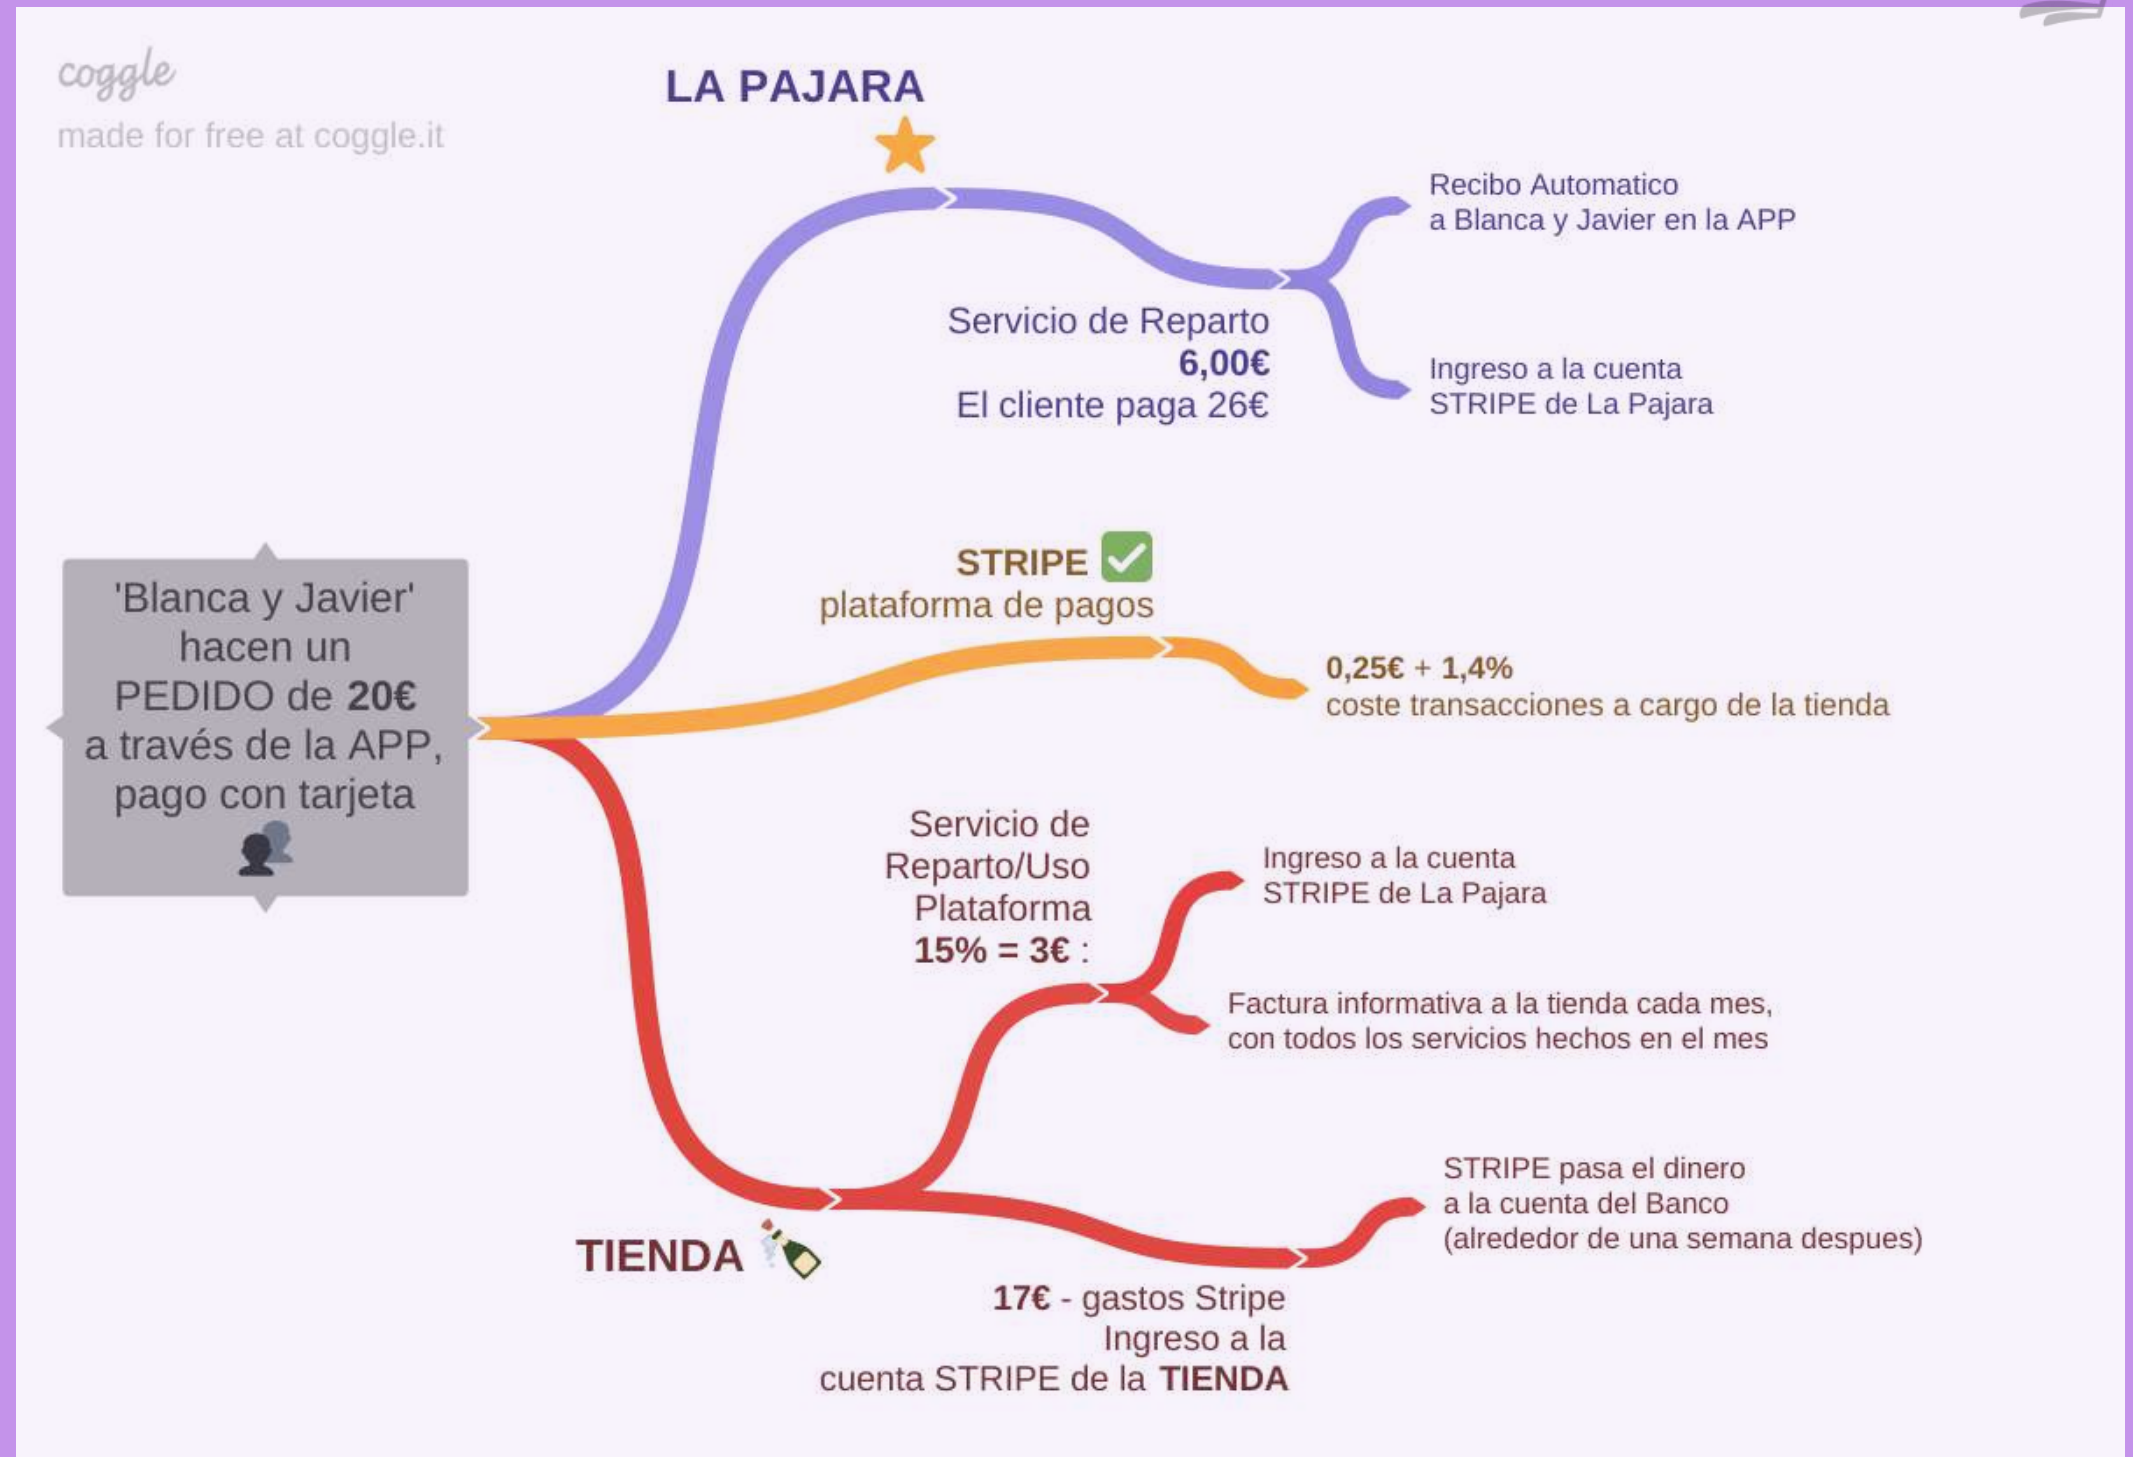 coggle
made for free at coggle.it
LA PAJARA
Recibo Automatico
a Blanca y Javier en la APP
Servicio de Reparto
6,00€
El cliente paga 26€
Ingreso a la cuenta
STRIPE de La Pajara
'Blanca y Javier'
hacen un
PEDIDO de 20€
a través de la APP,
pago con tarjeta
STRIPE
plataforma de pagos
0,25€ + 1,4%
coste transacciones a cargo de la tienda
Servicio de
Reparto/Uso
Plataforma
15% = 3€ :
Ingreso a la cuenta
STRIPE de La Pajara
Factura informativa a la tienda cada mes,
con todos los servicios hechos en el mes
TIENDA
STRIPE pasa el dinero
a la cuenta del Banco
(alrededor de una semana despues)
17€ - gastos Stripe
Ingreso a la
cuenta STRIPE de la TIENDA